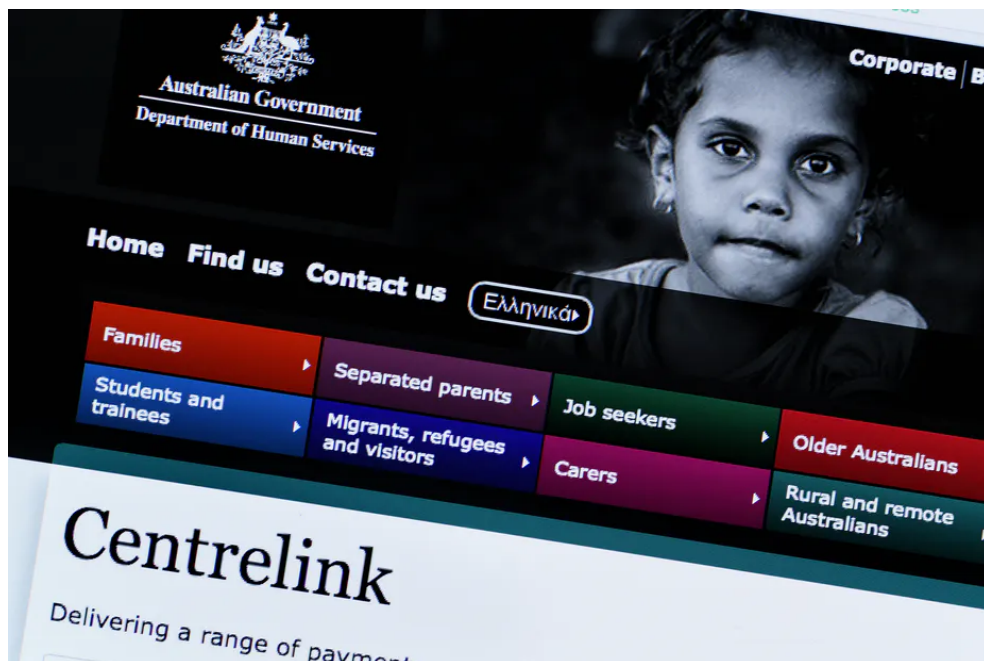 Australian Government
Department of Human Services
Corporate
Home Find us Contact us Ελληνικά
Families
Separated parents
Job seekers
Older Australians
Students and
trainees
Migrants, refugees
and visitors
Carers
Rural and remote
Australians
Centrelink
Delivering a range of